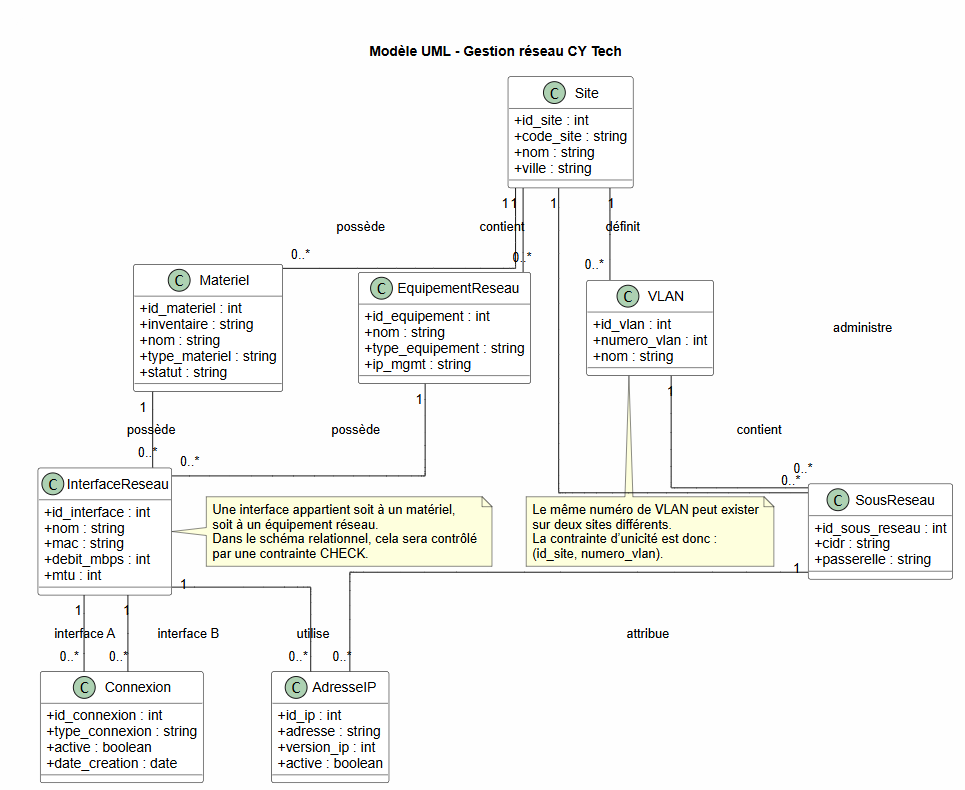 Modèle UML - Gestion réseau CY Tech
C Site
+id_site : int
+code_site : string
+nom : string
+ville : string
1 1 1 1
possède contient définit
0..* 0..* 0..*
C Materiel
+id_materiel : int
+inventaire : string
+nom : string
+type_materiel : string
+statut : string
C EquipementReseau
+id_equipement : int
+nom : string
+type_equipement : string
+ip_mgmt : string
C VLAN
+id_vlan : int
+numero_vlan : int
+nom : string
administre
1 1 1
possède possède contient
0..* 0..* 0..* 0..*
C InterfaceReseau
+id_interface : int
+nom : string
+mac : string
+debit_mbps : int
+mtu : int
Une interface appartient soit à un matériel,
soit à un équipement réseau.
Dans le schéma relationnel, cela sera contrôlé
par une contrainte CHECK.
Le même numéro de VLAN peut exister
sur deux sites différents.
La contrainte d'unicité est donc :
(id_site, numero_vlan).
C SousReseau
+id_sous_reseau : int
+cidr : string
+passerelle : string
1 1 1 1
interface A interface B utilise attribue
0..* 0..* 0..* 0..*
C Connexion
+id_connexion : int
+type_connexion : string
+active : boolean
+date_creation : date
C AdresseIP
+id_ip : int
+adresse : string
+version_ip : int
+active : boolean